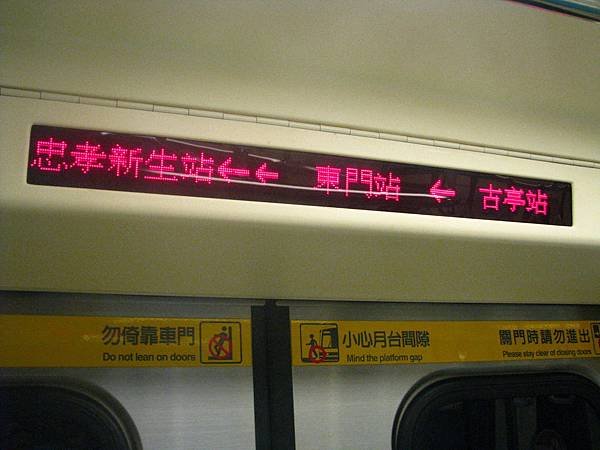 忠孝新生站←← 東門站 ← 古亭站
勿倚靠車門
Do not lean on doors
小心月台間隙
Mind the platform gap
關門時請勿進出
Please stay clear of closing doors